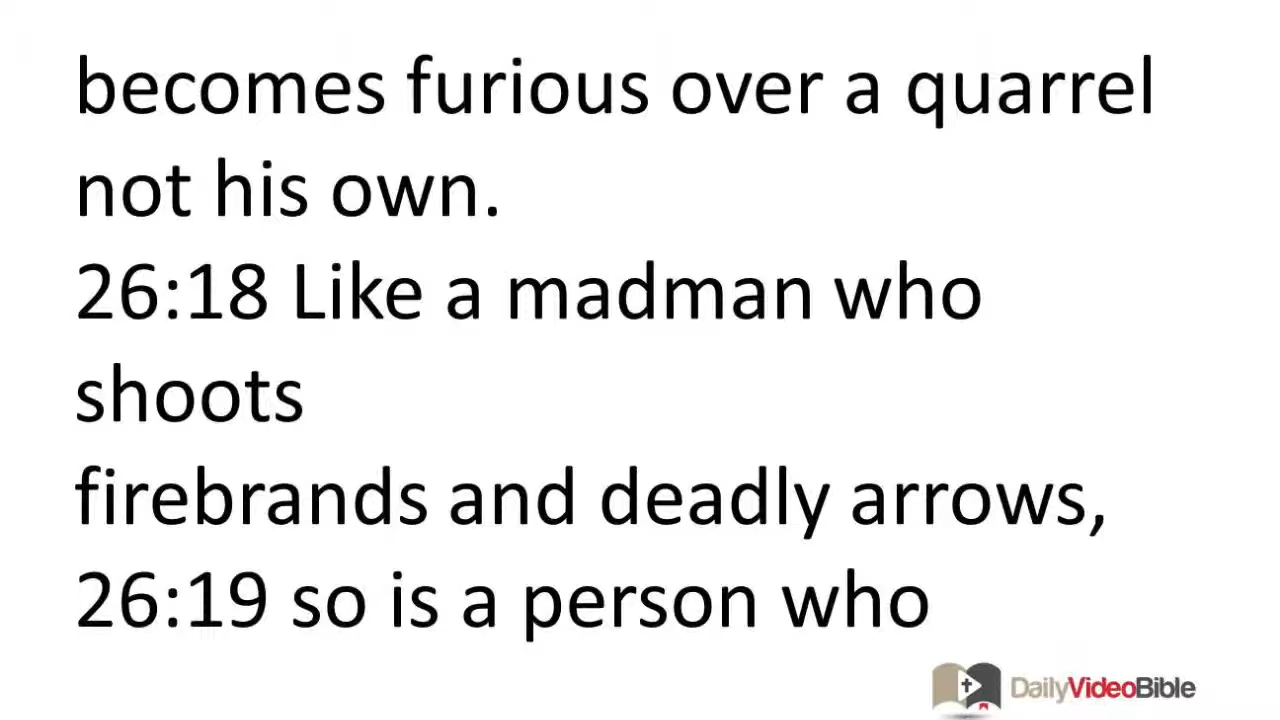 becomes furious over a quarrel
not his own.
26:18 Like a madman who
shoots
firebrands and deadly arrows,
26:19 so is a person who
DailyVideoBible